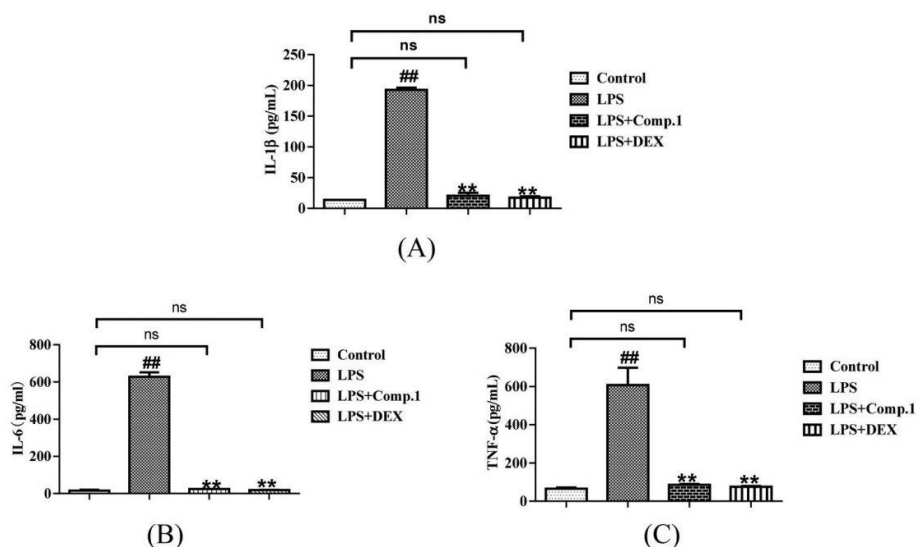 ns
ns
##
** **
IL-1β (pg/mL)
250
200
150
100
50
0
Control
LPS
LPS+Comp.1
LPS+DEX
(A)
ns
ns
##
** **
IL-6 (pg/ml)
800
600
400
200
0
Control
LPS
LPS+Comp.1
LPS+DEX
(B)
ns
ns
##
** **
TNF-α(pg/mL)
800
600
400
200
0
Control
LPS
LPS+Comp.1
LPS+DEX
(C)